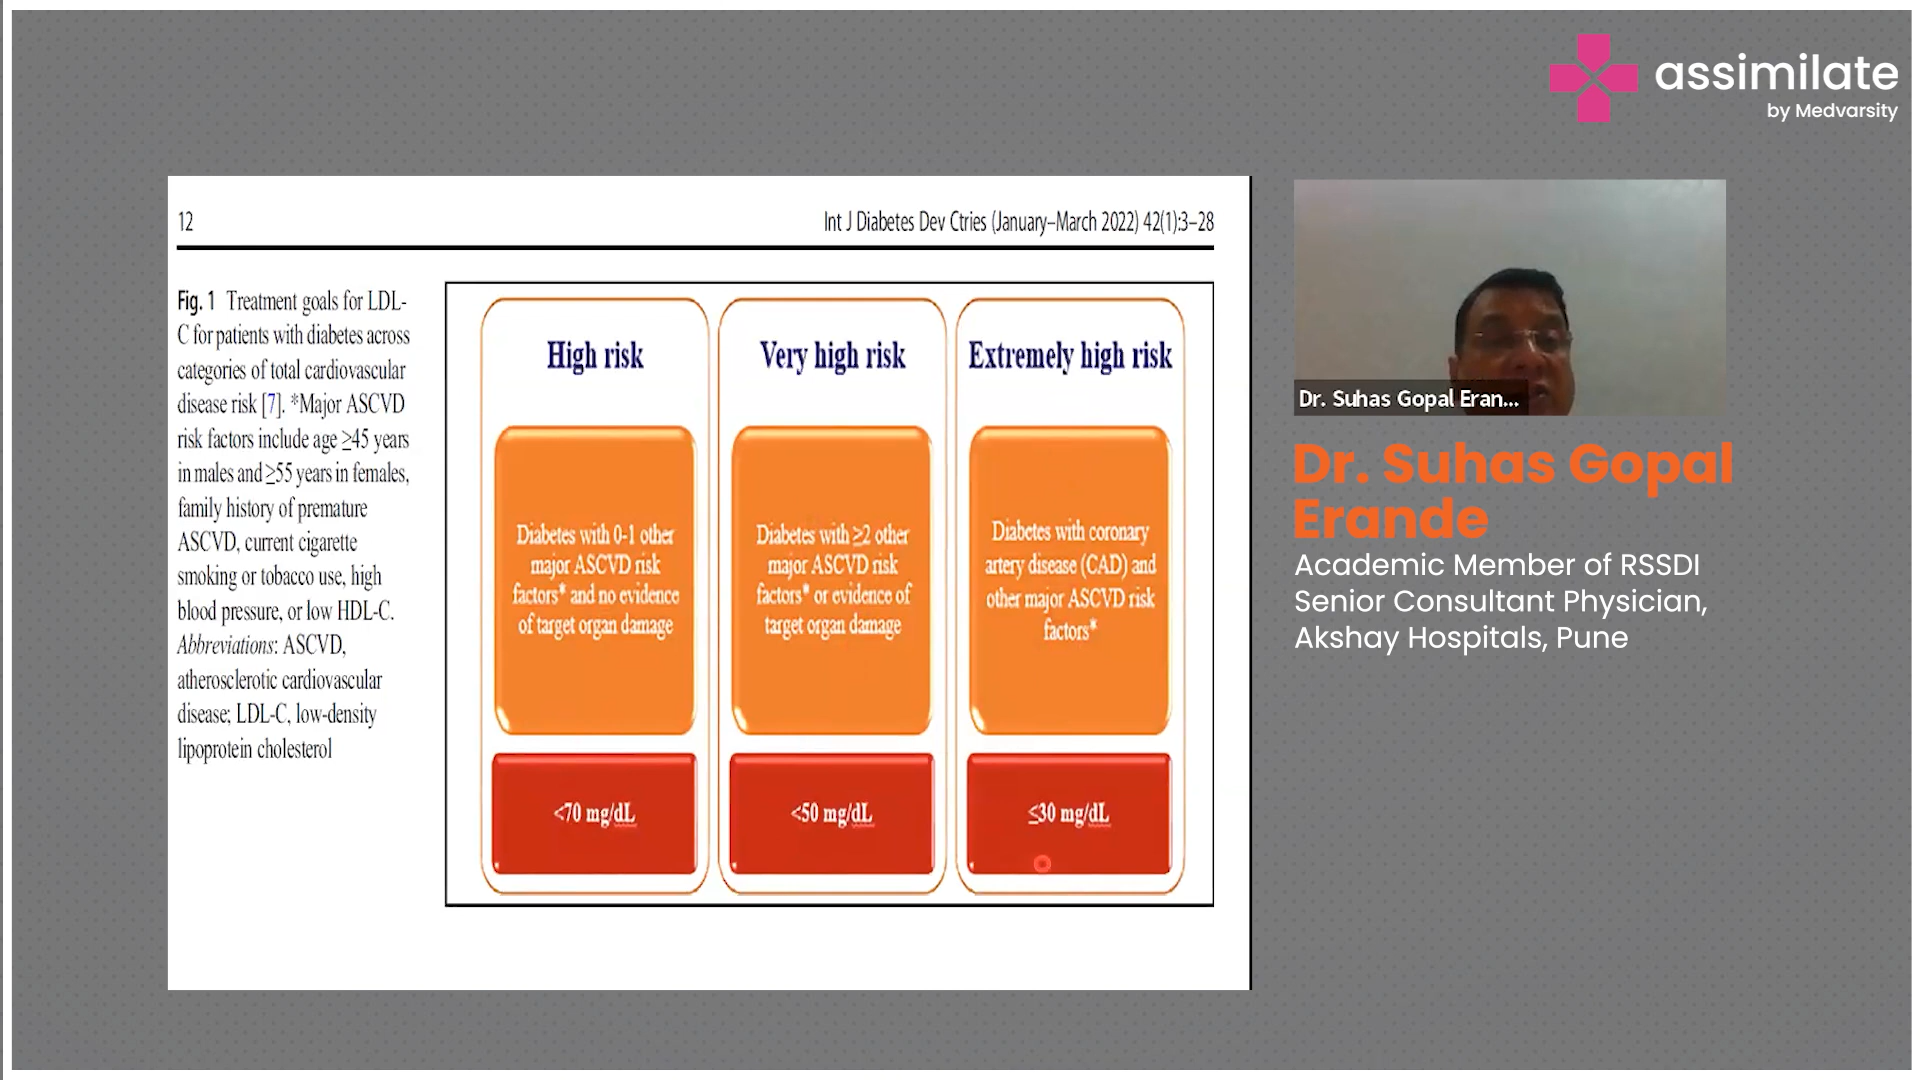 assimilate
by Medvarsity
12
Int J Diabetes Dev Ctries (January–March 2022) 42(1):3–28
Fig. 1 Treatment goals for LDL-
C for patients with diabetes across
categories of total cardiovascular
disease risk [7]. *Major ASCVD
risk factors include age ≥45 years
in males and ≥55 years in females,
family history of premature
ASCVD, current cigarette
smoking or tobacco use, high
blood pressure, or low HDL-C.
Abbreviations: ASCVD,
atherosclerotic cardiovascular
disease; LDL-C, low-density
lipoprotein cholesterol
High risk
Diabetes with 0-1 other
major ASCVD risk
factors* and no evidence
of target organ damage
<70 mg/dL
Very high risk
Diabetes with ≥2 other
major ASCVD risk
factors* or evidence of
target organ damage
<50 mg/dL
Extremely high risk
Diabetes with coronary
artery disease (CAD) and
other major ASCVD risk
factors*
≤30 mg/dL
Dr. Suhas Gopal Eran...
Dr. Suhas Gopal
Erande
Academic Member of RSSDI
Senior Consultant Physician,
Akshay Hospitals, Pune